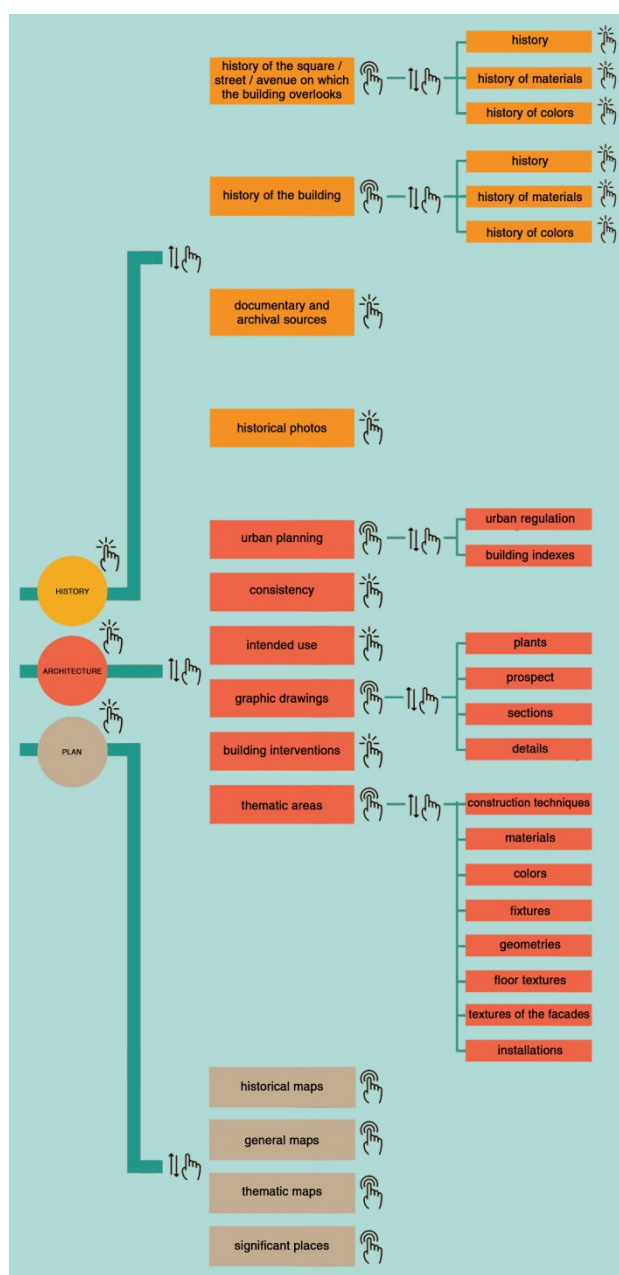 history of the square /
street / avenue on which
the building overlooks
history
history of materials
history of colors
history of the building
history
history of materials
history of colors
documentary and
archival sources
historical photos
HISTORY
ARCHITECTURE
PLAN
urban planning
urban regulation
building indexes
consistency
intended use
graphic drawings
plants
prospect
sections
details
building interventions
thematic areas
construction techniques
materials
colors
fixtures
geometries
floor textures
textures of the facades
installations
historical maps
general maps
thematic maps
significant places